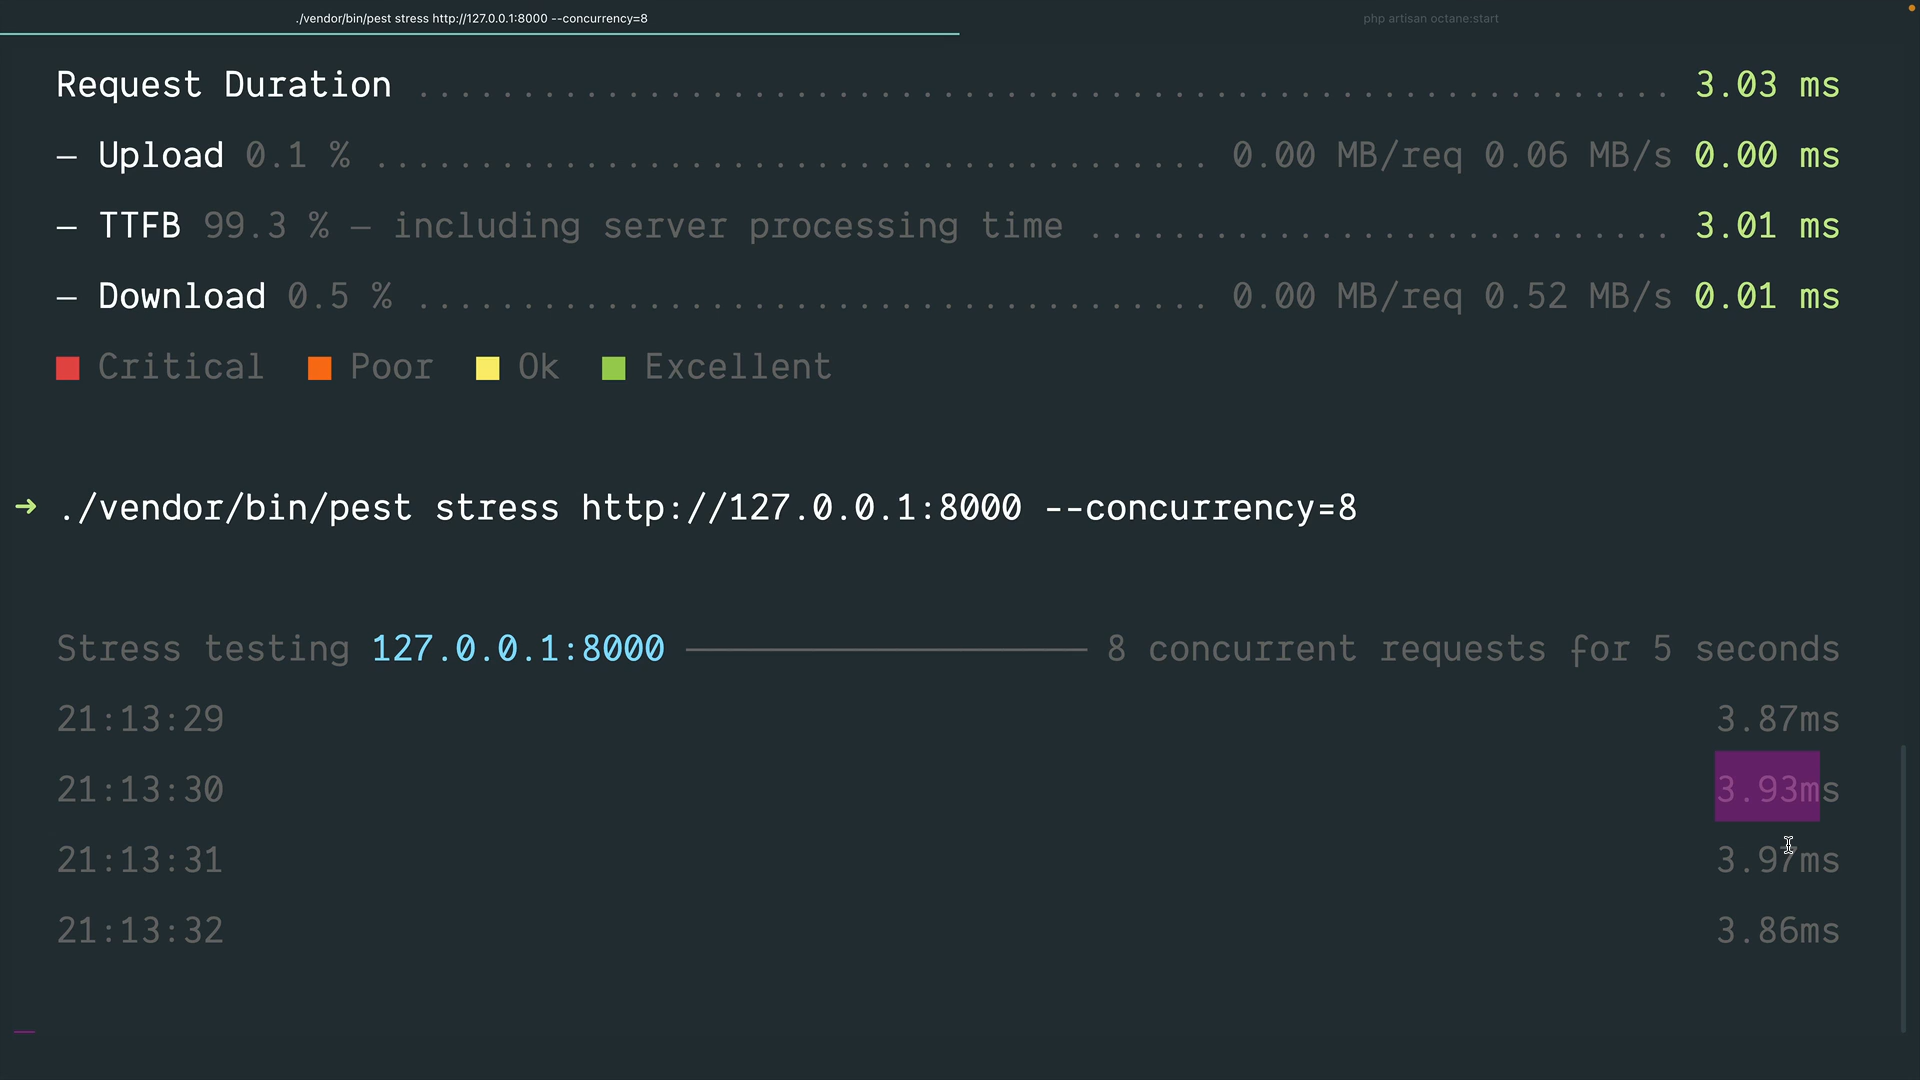 ./vendor/bin/pest stress http://127.0.0.1:8000 --concurrency=8
php artisan octane:start
Request Duration ............................................................ 3.03 ms
— Upload 0.1 % ........................................ 0.00 MB/req 0.06 MB/s 0.00 ms
— TTFB 99.3 % — including server processing time ............................ 3.01 ms
— Download 0.5 % ...................................... 0.00 MB/req 0.52 MB/s 0.01 ms
Critical Poor Ok Excellent
➜ ./vendor/bin/pest stress http://127.0.0.1:8000 --concurrency=8
Stress testing 127.0.0.1:8000 ─────────────────── 8 concurrent requests for 5 seconds
21:13:29 3.87ms
21:13:30 3.93ms
21:13:31 3.97ms
21:13:32 3.86ms